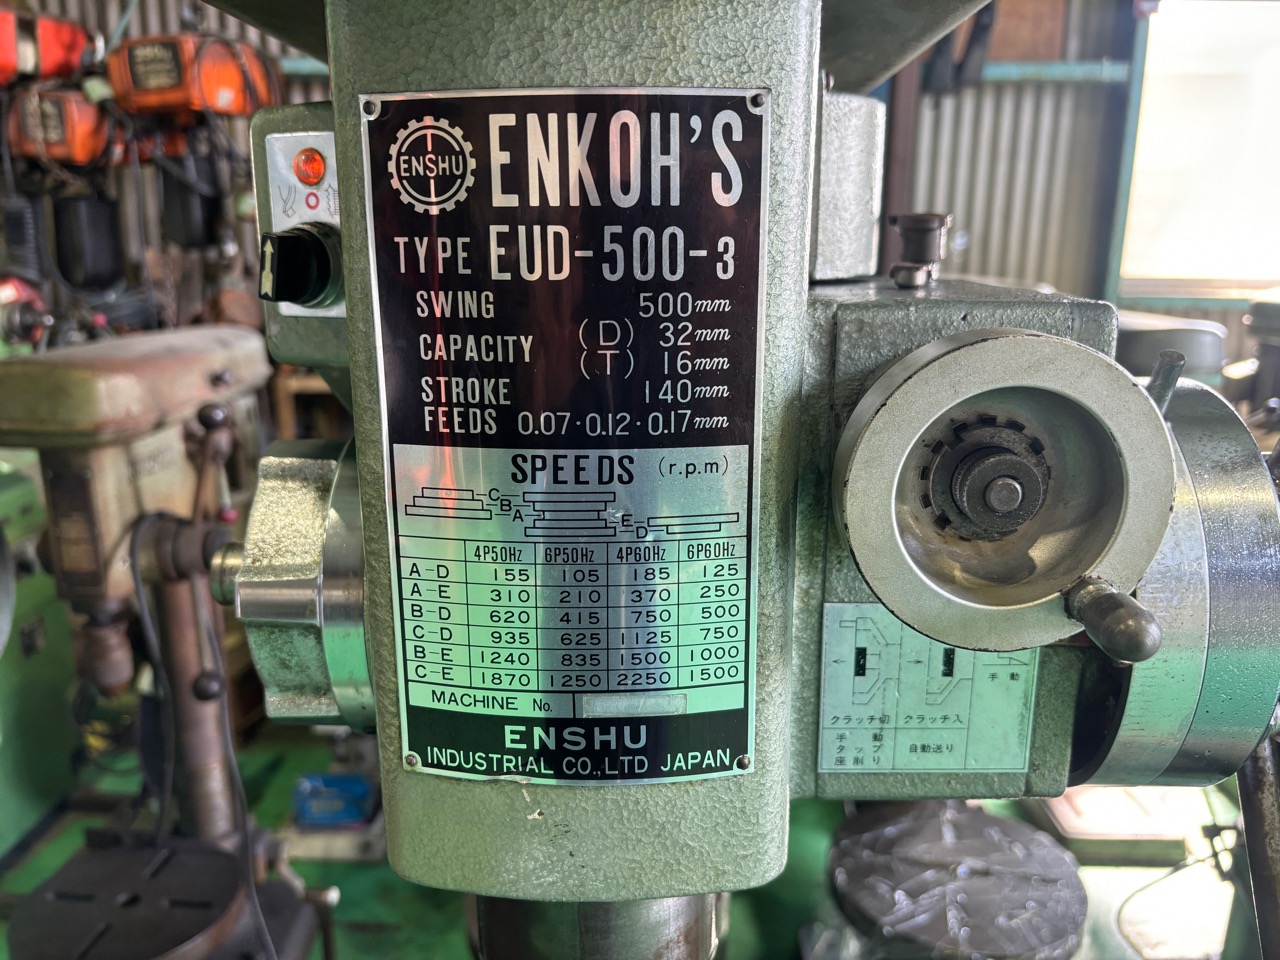 ENSHU
ENKOH'S
TYPE EUD-500-3
SWING 500mm
CAPACITY (D) 32mm
(T) 16mm
STROKE 140mm
FEEDS 0.07·0.12·0.17mm
SPEEDS (r.p.m)
C
B
A
E
D
4P50Hz 6P50Hz 4P60Hz 6P60Hz
A-D 155 105 185 125
A-E 310 210 370 250
B-D 620 415 750 500
C-D 935 625 1125 750
B-E 1240 835 1500 1000
C-E 1870 1250 2250 1500
MACHINE No.
ENSHU
INDUSTRIAL CO.,LTD JAPAN
手動
クラッチ切 クラッチ入
手動
タップ 自動送り
座削り